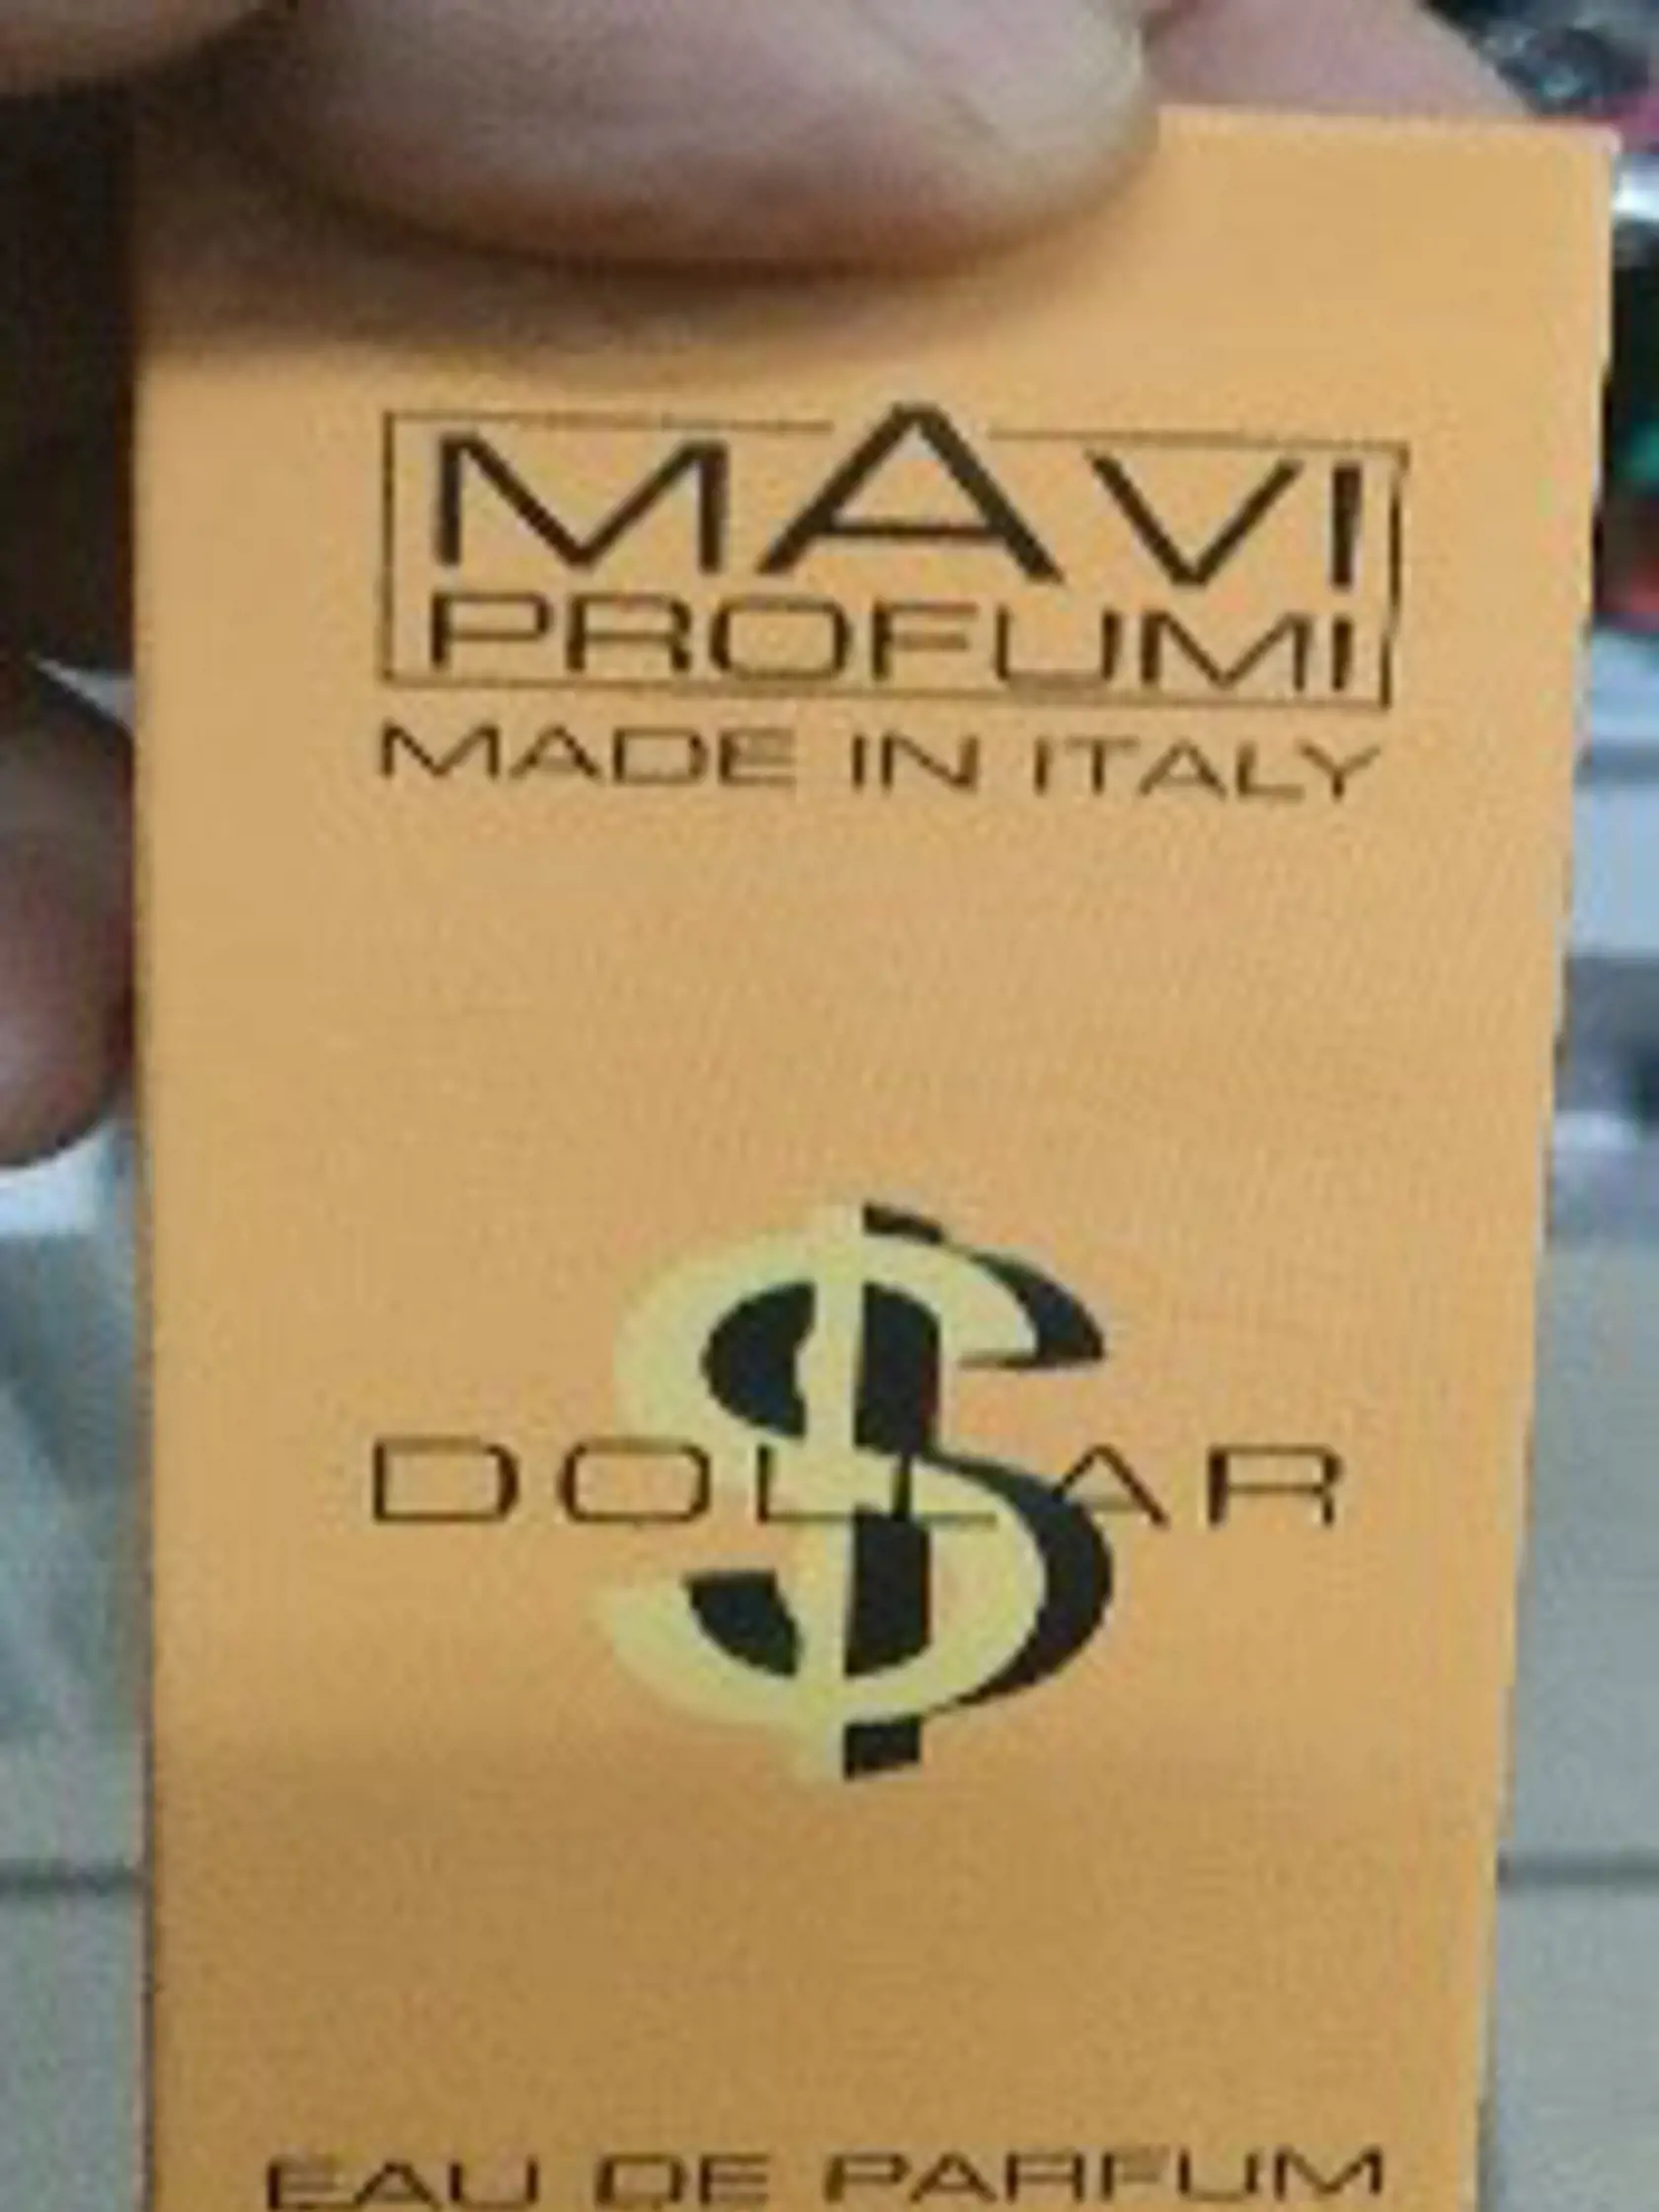 MAVI
PROFUMI
MADE IN ITALY
$
DOLLAR
EAU DE PARFUM